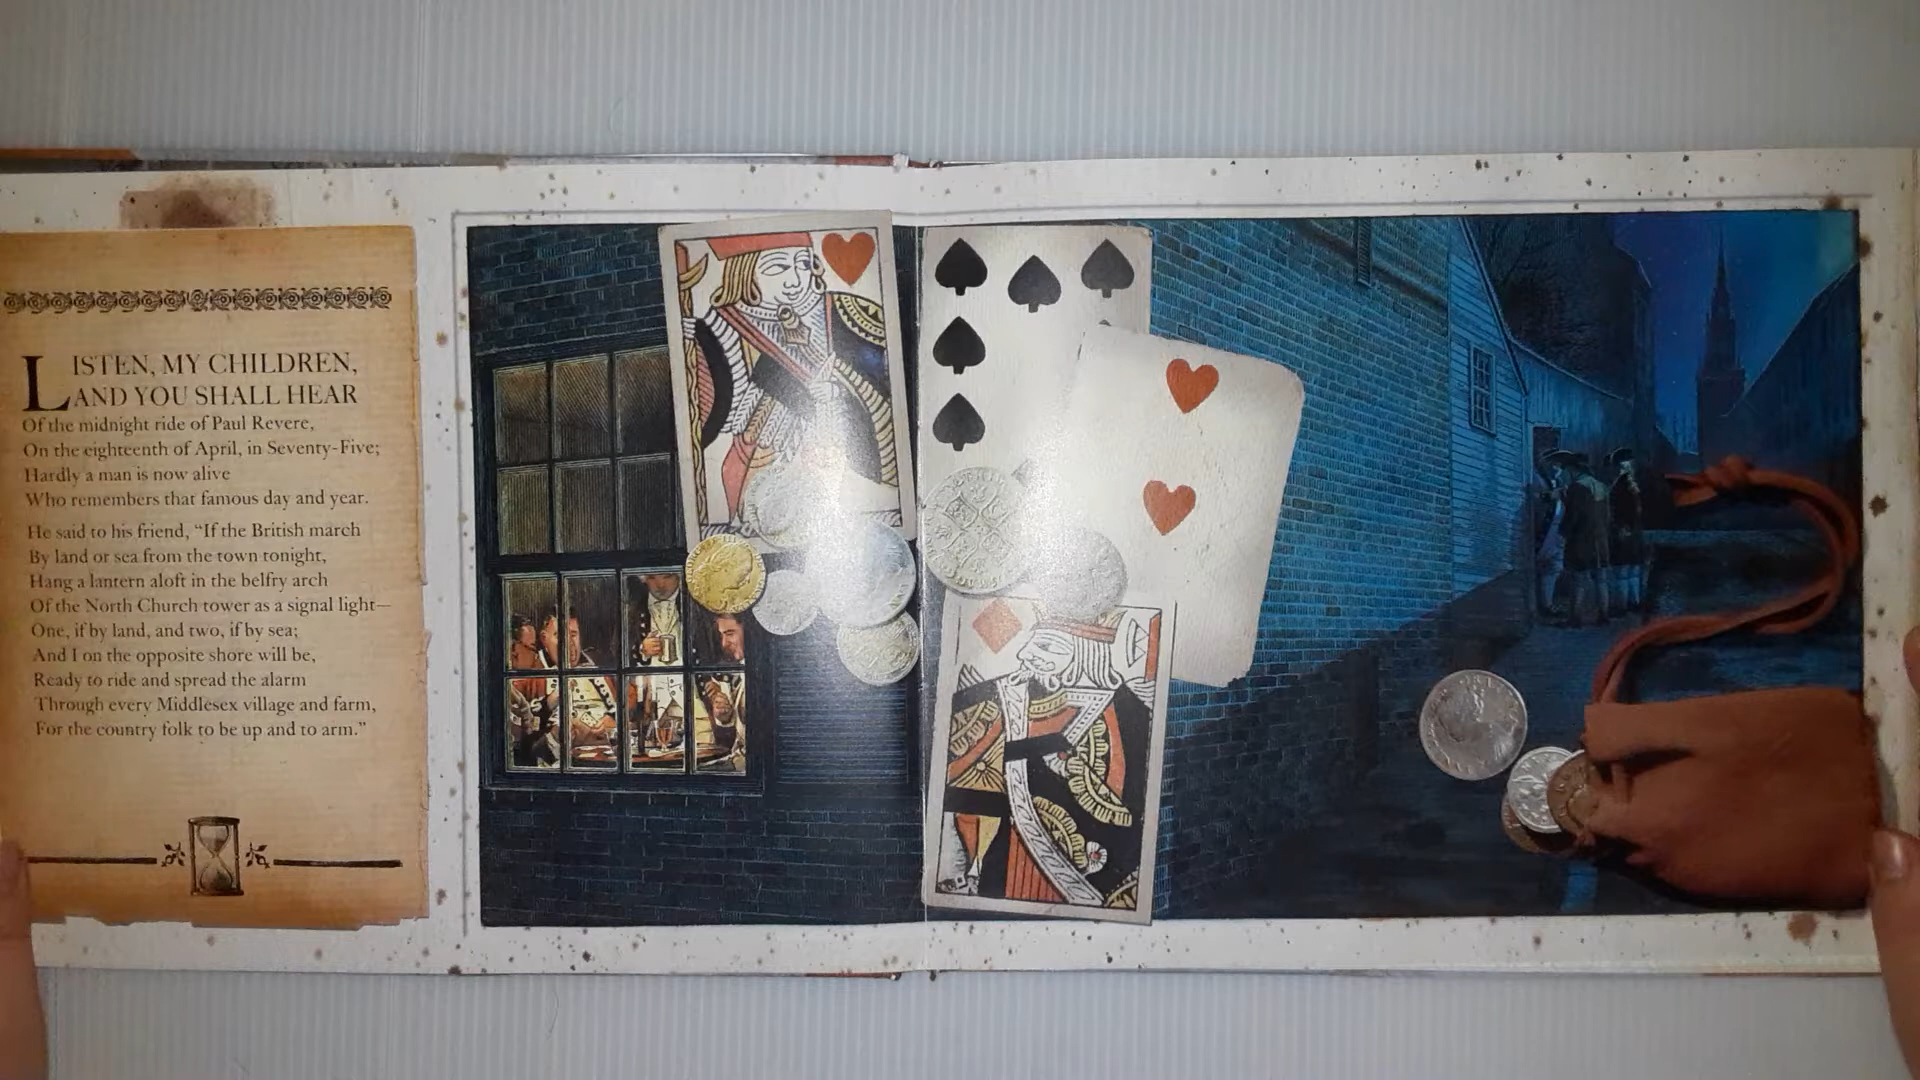 LISTEN, MY CHILDREN,
AND YOU SHALL HEAR
Of the midnight ride of Paul Revere,
On the eighteenth of April, in Seventy-Five;
Hardly a man is now alive
Who remembers that famous day and year.
He said to his friend, “If the British march
By land or sea from the town tonight,
Hang a lantern aloft in the belfry arch
Of the North Church tower as a signal light—
One, if by land, and two, if by sea;
And I on the opposite shore will be,
Ready to ride and spread the alarm
Through every Middlesex village and farm,
For the country folk to be up and to arm.”